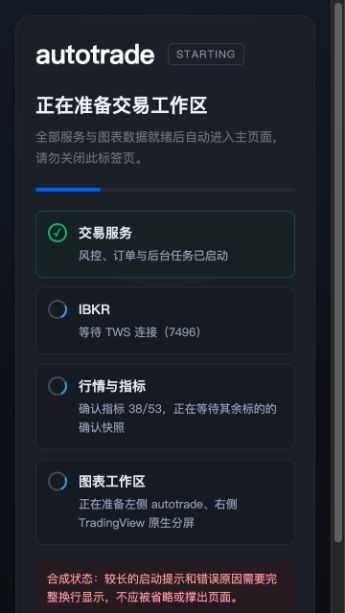 autotrade STARTING
正在准备交易工作区
全部服务与图表数据就绪后自动进入主页面，
请勿关闭此标签页。
交易服务
风控、订单与后台任务已启动
IBKR
等待 TWS 连接（7496）
行情与指标
确认指标 38/53，正在等待其余标的的
确认快照
图表工作区
正在准备左侧 autotrade、右侧
TradingView 原生分屏
合成状态：较长的启动提示和错误原因需要完
整换行显示，不应被省略或撑出页面。